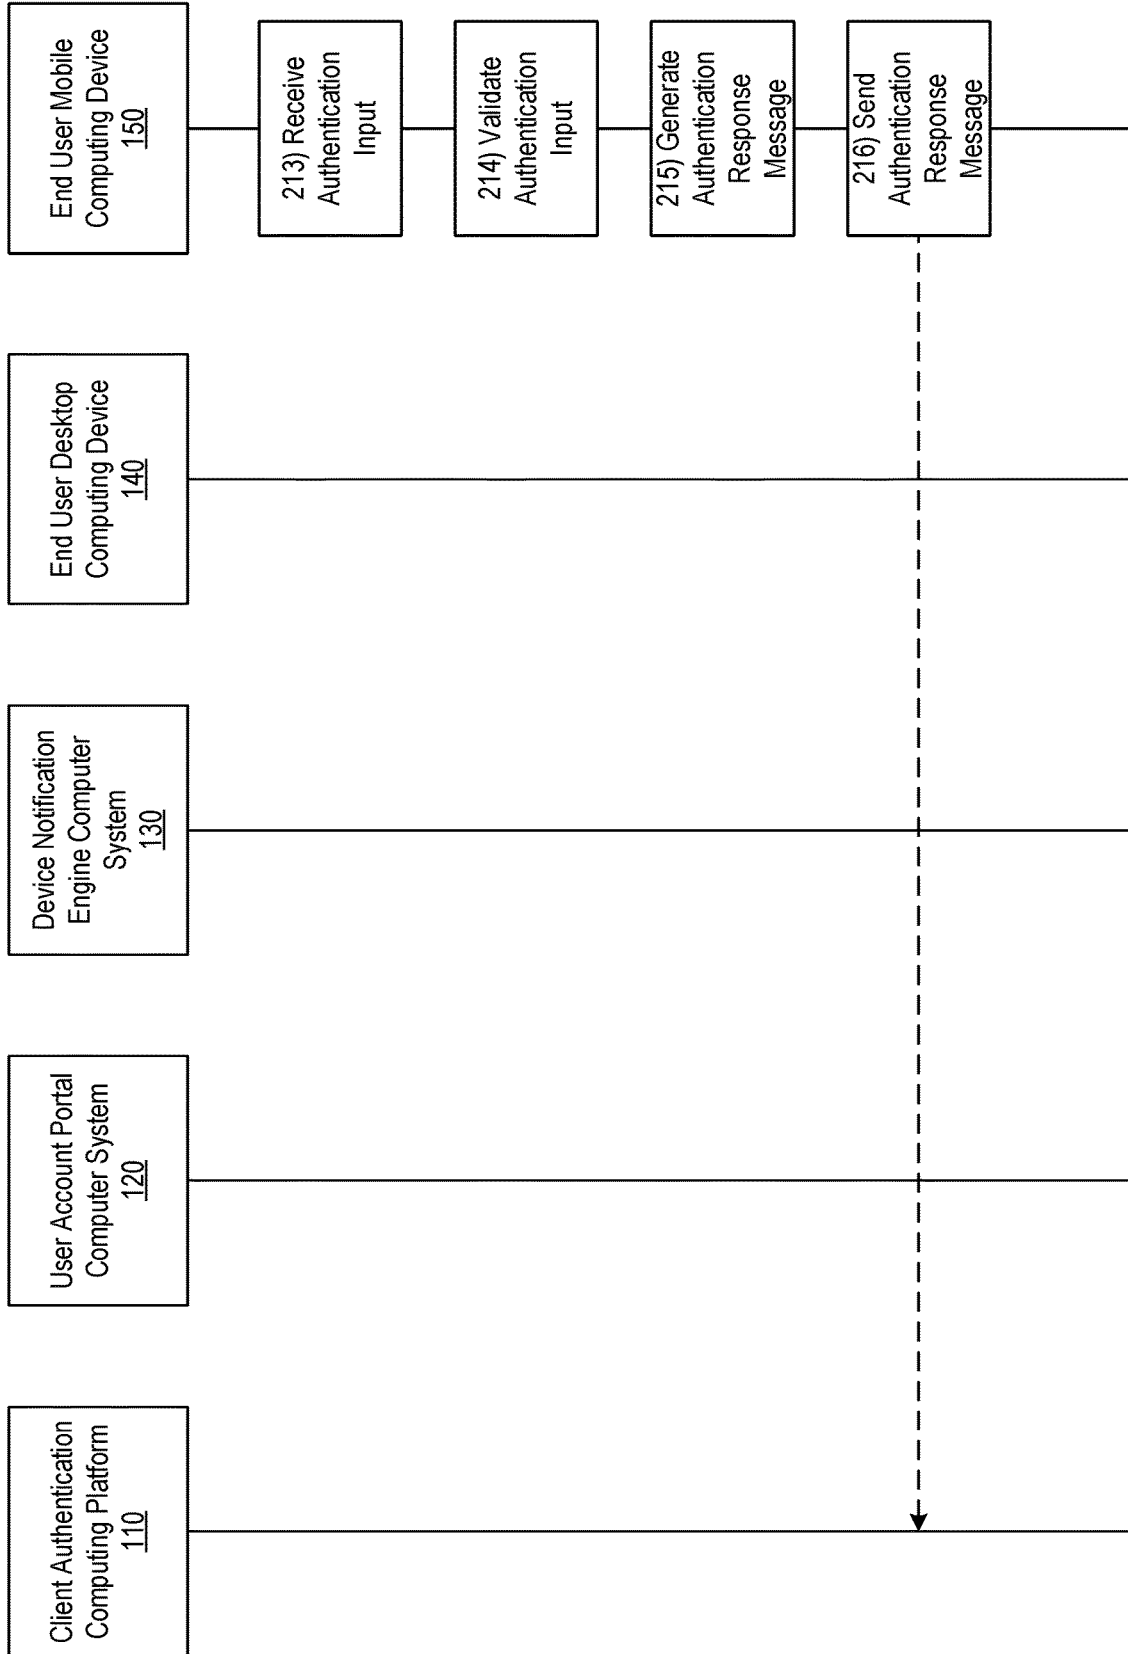 Client Authentication
Computing Platform
110
User Account Portal
Computer System
120
Device Notification
Engine Computer
System
130
End User Desktop
Computing Device
140
End User Mobile
Computing Device
150
213) Receive
Authentication
Input
214) Validate
Authentication
Input
215) Generate
Authentication
Response
Message
216) Send
Authentication
Response
Message